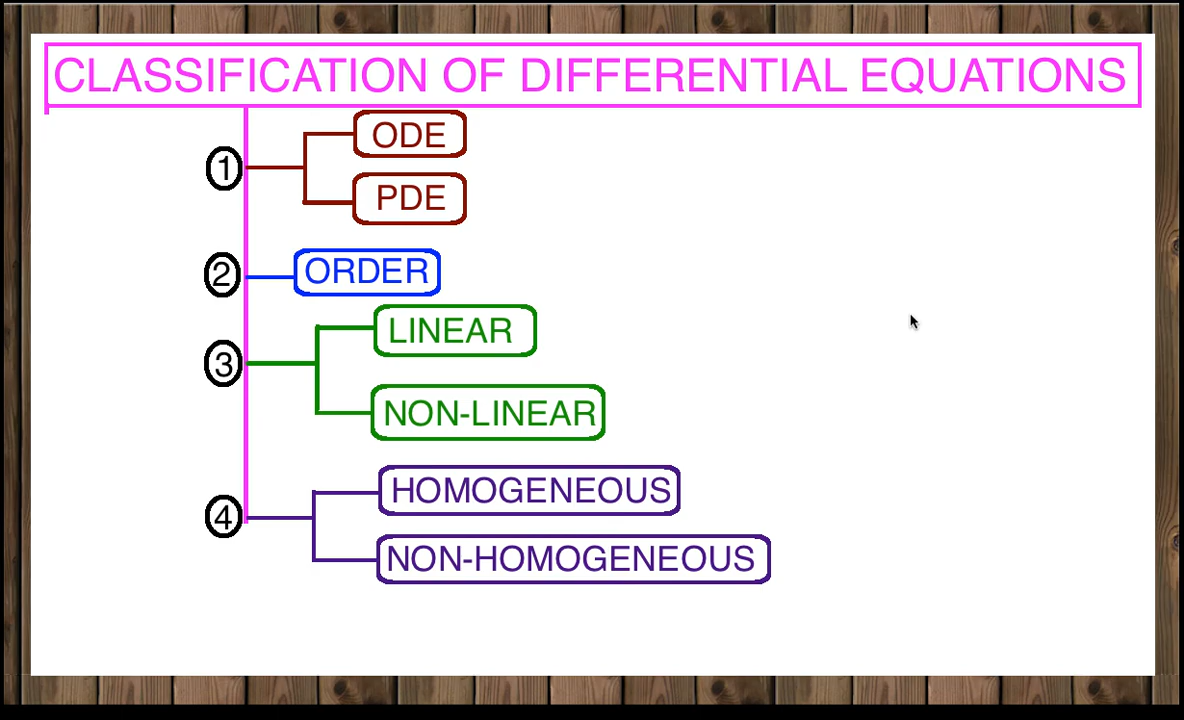 CLASSIFICATION OF DIFFERENTIAL EQUATIONS
1
ODE
PDE
2
ORDER
3
LINEAR
NON-LINEAR
4
HOMOGENEOUS
NON-HOMOGENEOUS